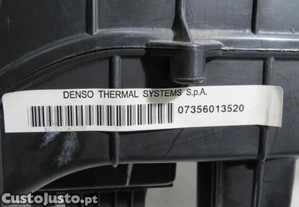 DENSO THERMAL SYSTEMS S.p.A.
07356013520
CustoJusto.pt